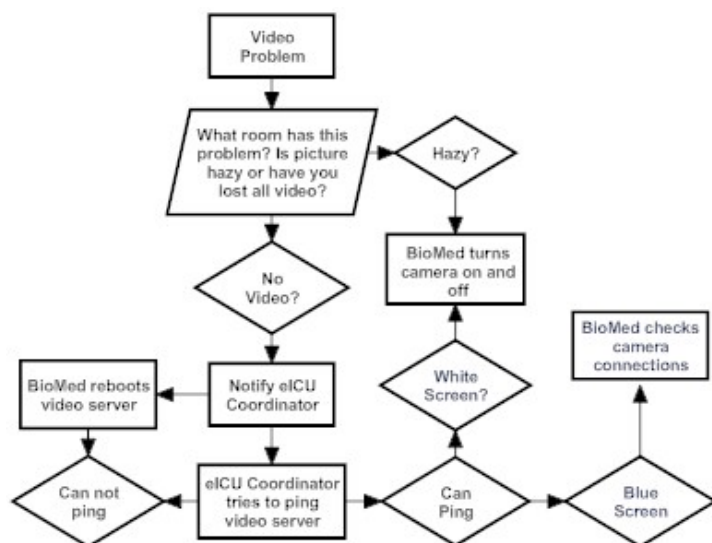 Video
Problem
What room has this
problem? Is picture
hazy or have you
lost all video?
Hazy?
BioMed turns
camera on and
off
No
Video?
BioMed checks
camera
connections
White
Screen?
BioMed reboots
video server
Notify eICU
Coordinator
Can not
ping
eICU Coordinator
tries to ping
video server
Can
Ping
Blue
Screen